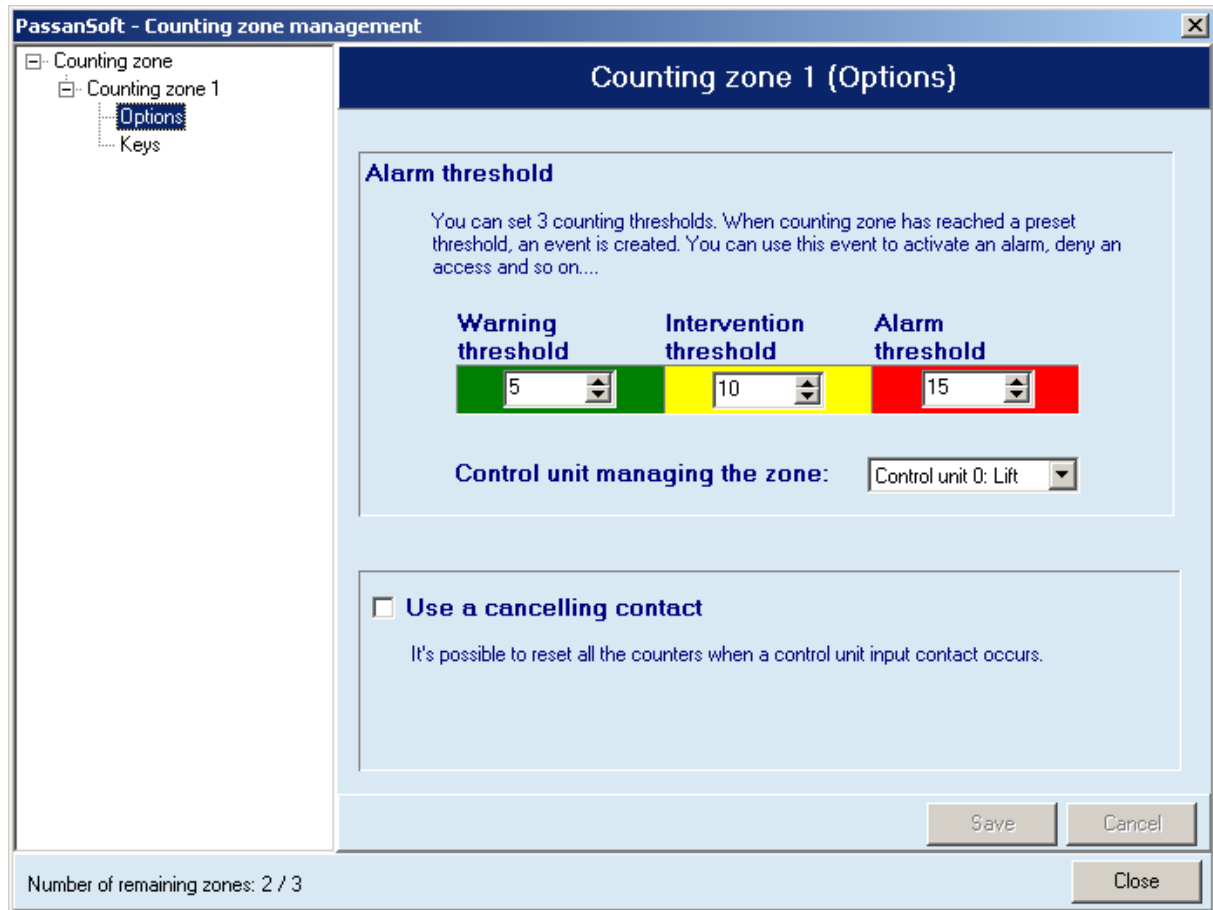 PassanSoft - Counting zone management
Counting zone
Counting zone 1
Options
Keys
Counting zone 1 (Options)
Alarm threshold
You can set 3 counting thresholds. When counting zone has reached a preset
threshold, an event is created. You can use this event to activate an alarm, deny an
access and so on....
Warning threshold
Intervention threshold
Alarm threshold
5
10
15
Control unit managing the zone:
Control unit 0: Lift
Use a cancelling contact
It's possible to reset all the counters when a control unit input contact occurs.
Save
Cancel
Number of remaining zones: 2 / 3
Close